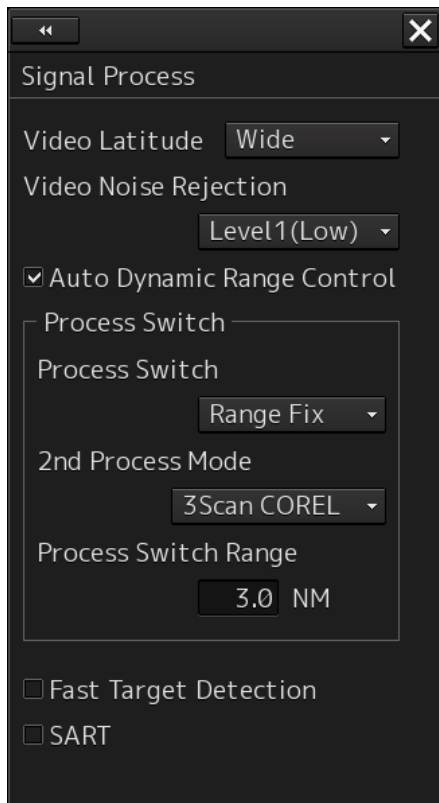 Signal Process
Video Latitude Wide
Video Noise Rejection
Level1(Low)
Auto Dynamic Range Control
Process Switch
Process Switch
Range Fix
2nd Process Mode
3Scan COREL
Process Switch Range
3.0 NM
Fast Target Detection
SART